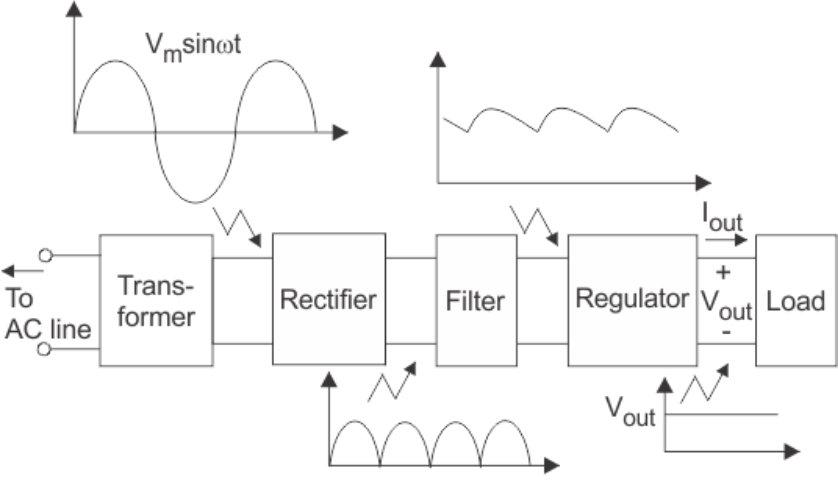 Vmsinωt
Iout
To
AC line
Trans-
former
Rectifier
Filter
Regulator
+
Vout
-
Load
Vout